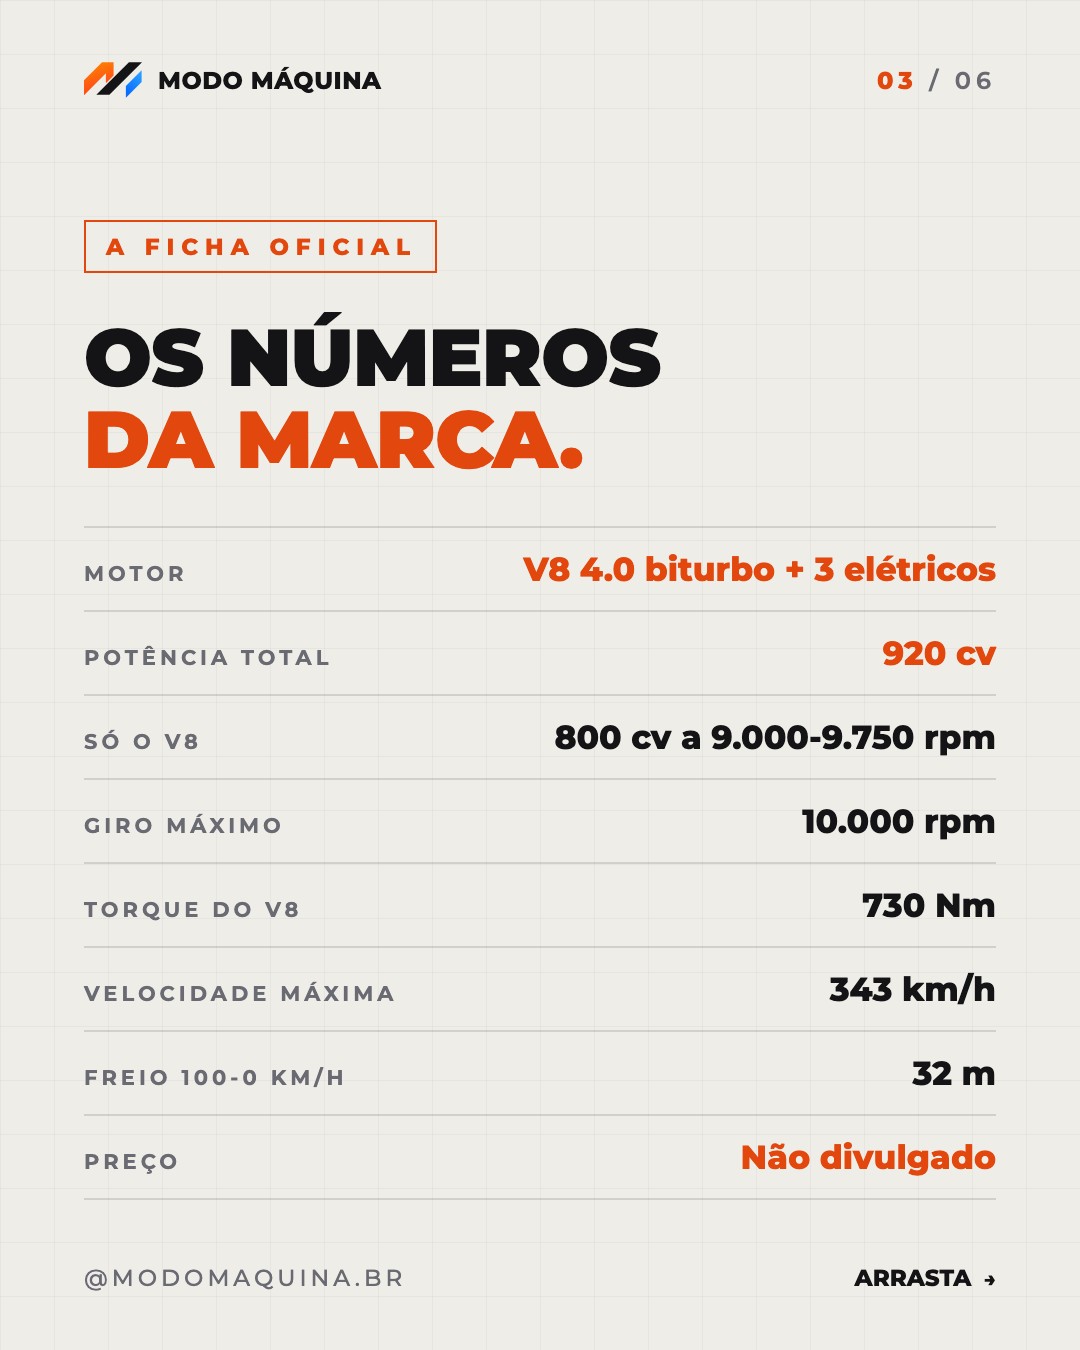 MODO MÁQUINA
03 / 06
A FICHA OFICIAL
OS NÚMEROS
DA MARCA.
MOTOR V8 4.0 biturbo + 3 elétricos
POTÊNCIA TOTAL 920 cv
SÓ O V8 800 cv a 9.000-9.750 rpm
GIRO MÁXIMO 10.000 rpm
TORQUE DO V8 730 Nm
VELOCIDADE MÁXIMA 343 km/h
FREIO 100-0 KM/H 32 m
PREÇO Não divulgado
@MODOMAQUINA.BR
ARRASTA →